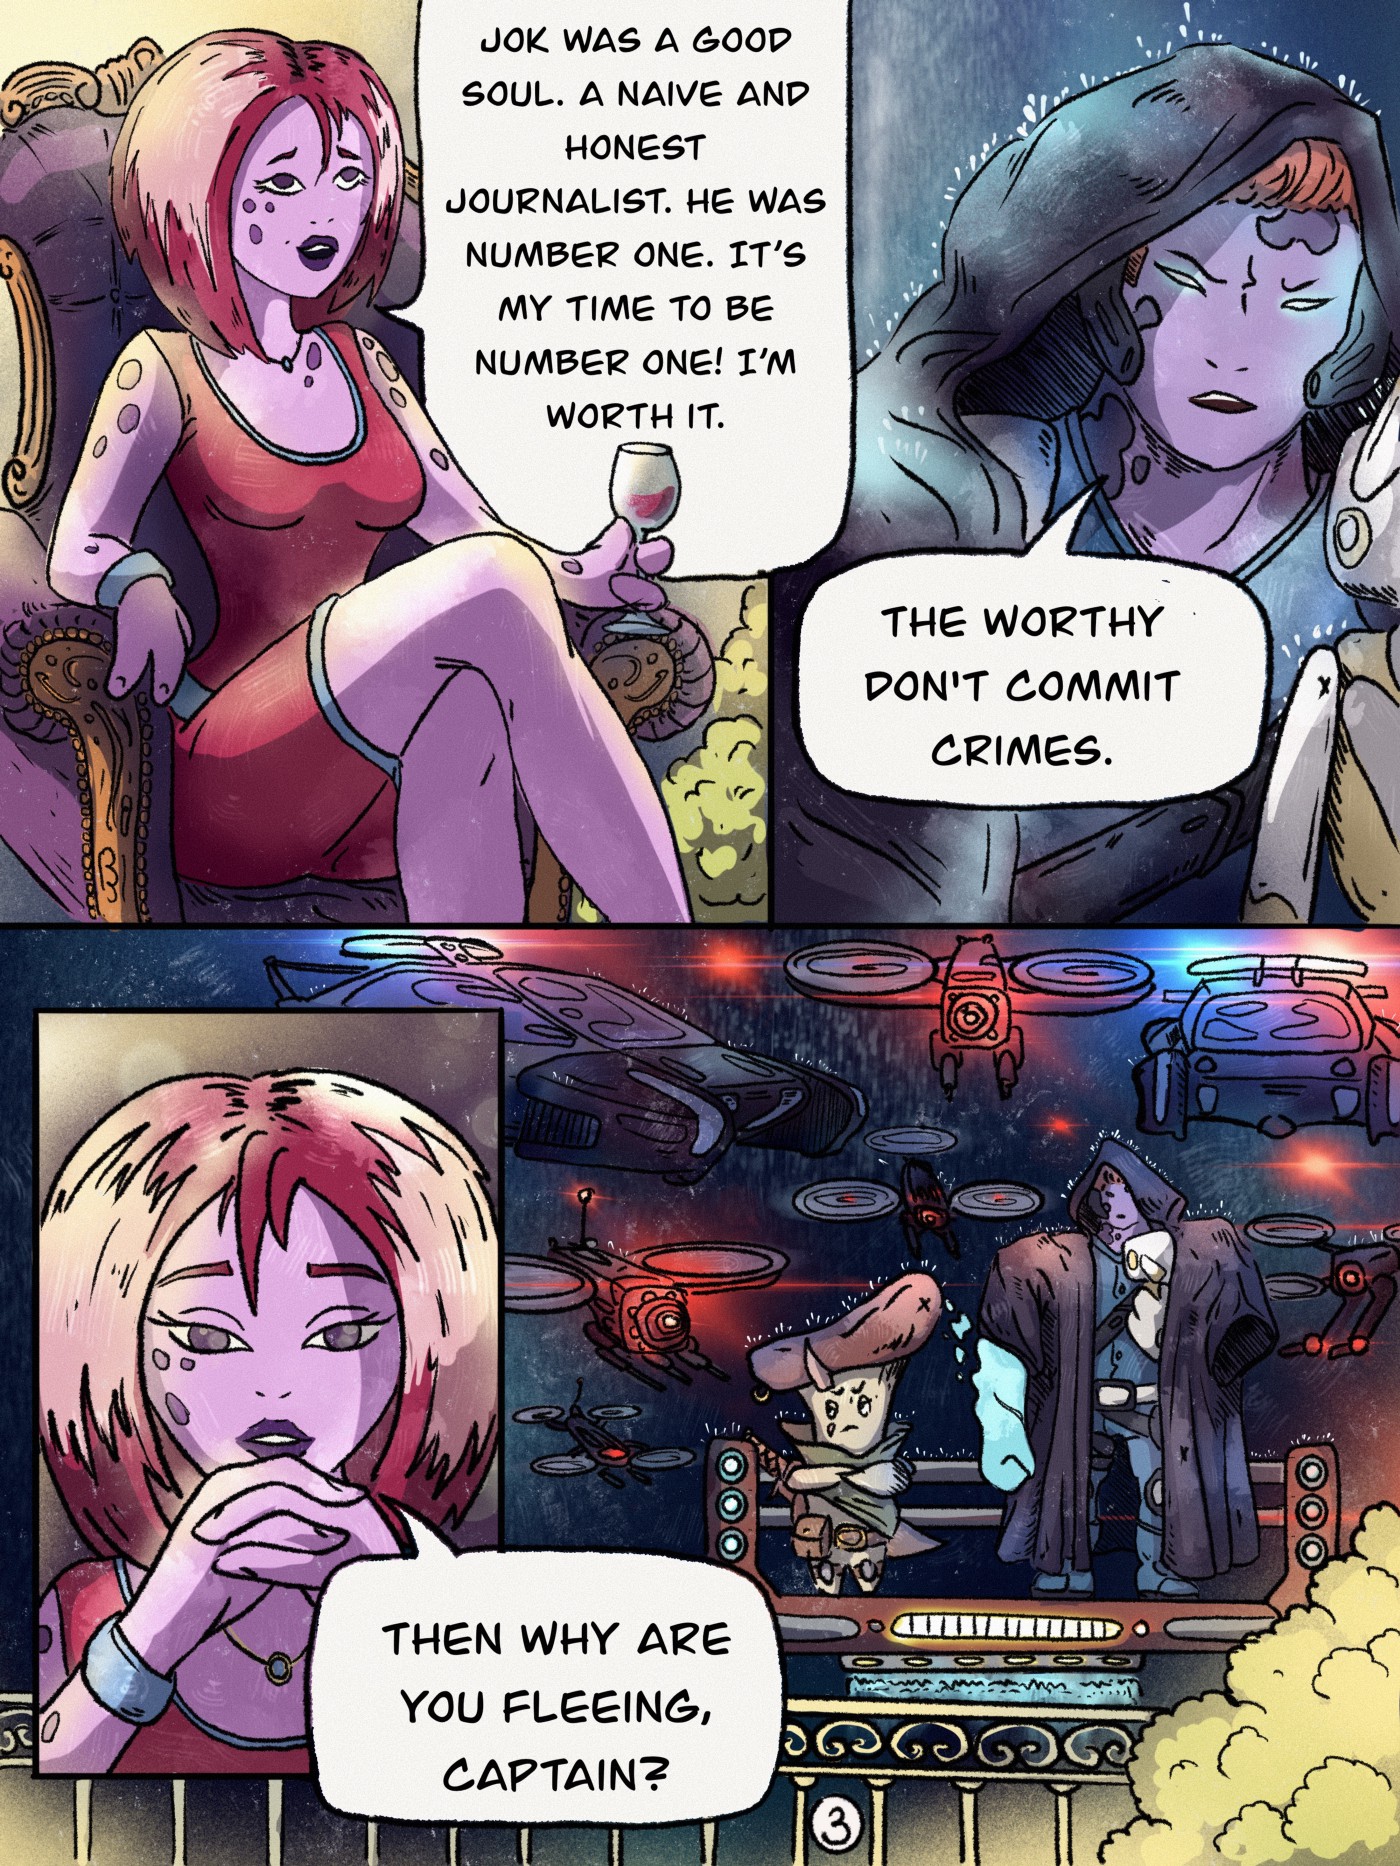 JOK WAS A GOOD
SOUL. A NAIVE AND
HONEST
JOURNALIST. HE WAS
NUMBER ONE. IT'S
MY TIME TO BE
NUMBER ONE! I'M
WORTH IT.
THE WORTHY
DON'T COMMIT
CRIMES.
THEN WHY ARE
YOU FLEEING,
CAPTAIN?
3